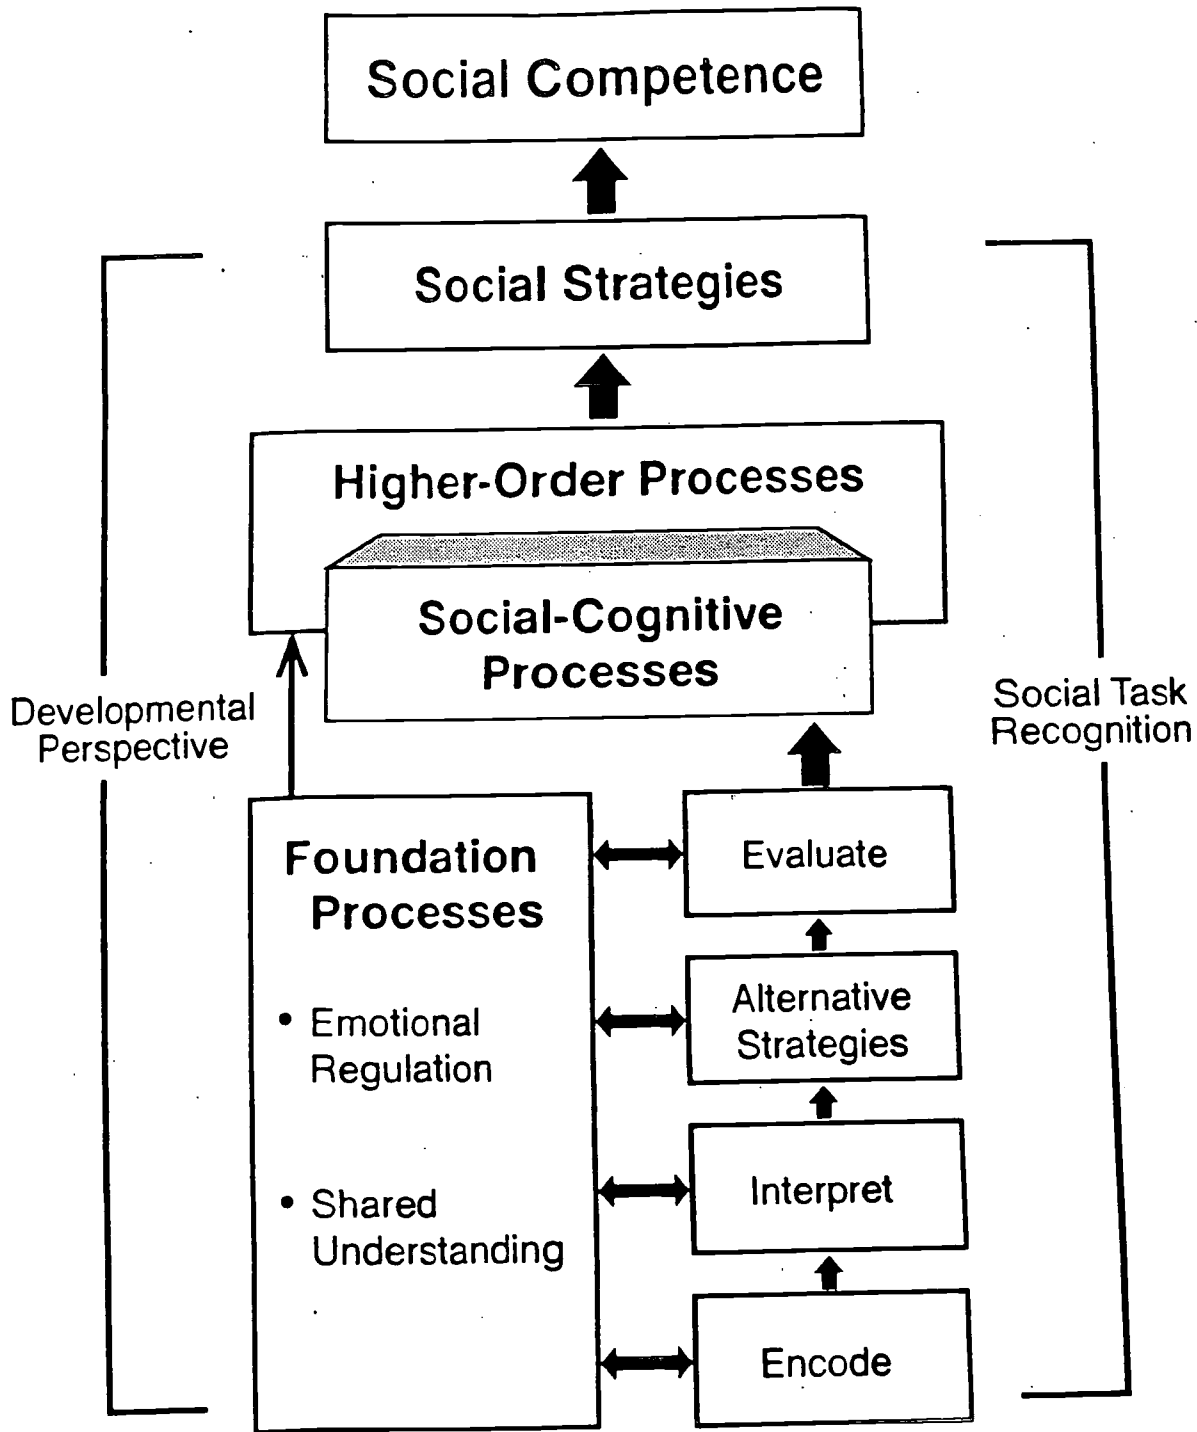 Social Competence
Social Strategies
Higher-Order Processes
Social-Cognitive
Processes
Developmental
Perspective
Social Task
Recognition
Foundation
Processes
• Emotional
Regulation
• Shared
Understanding
Evaluate
Alternative
Strategies
Interpret
Encode